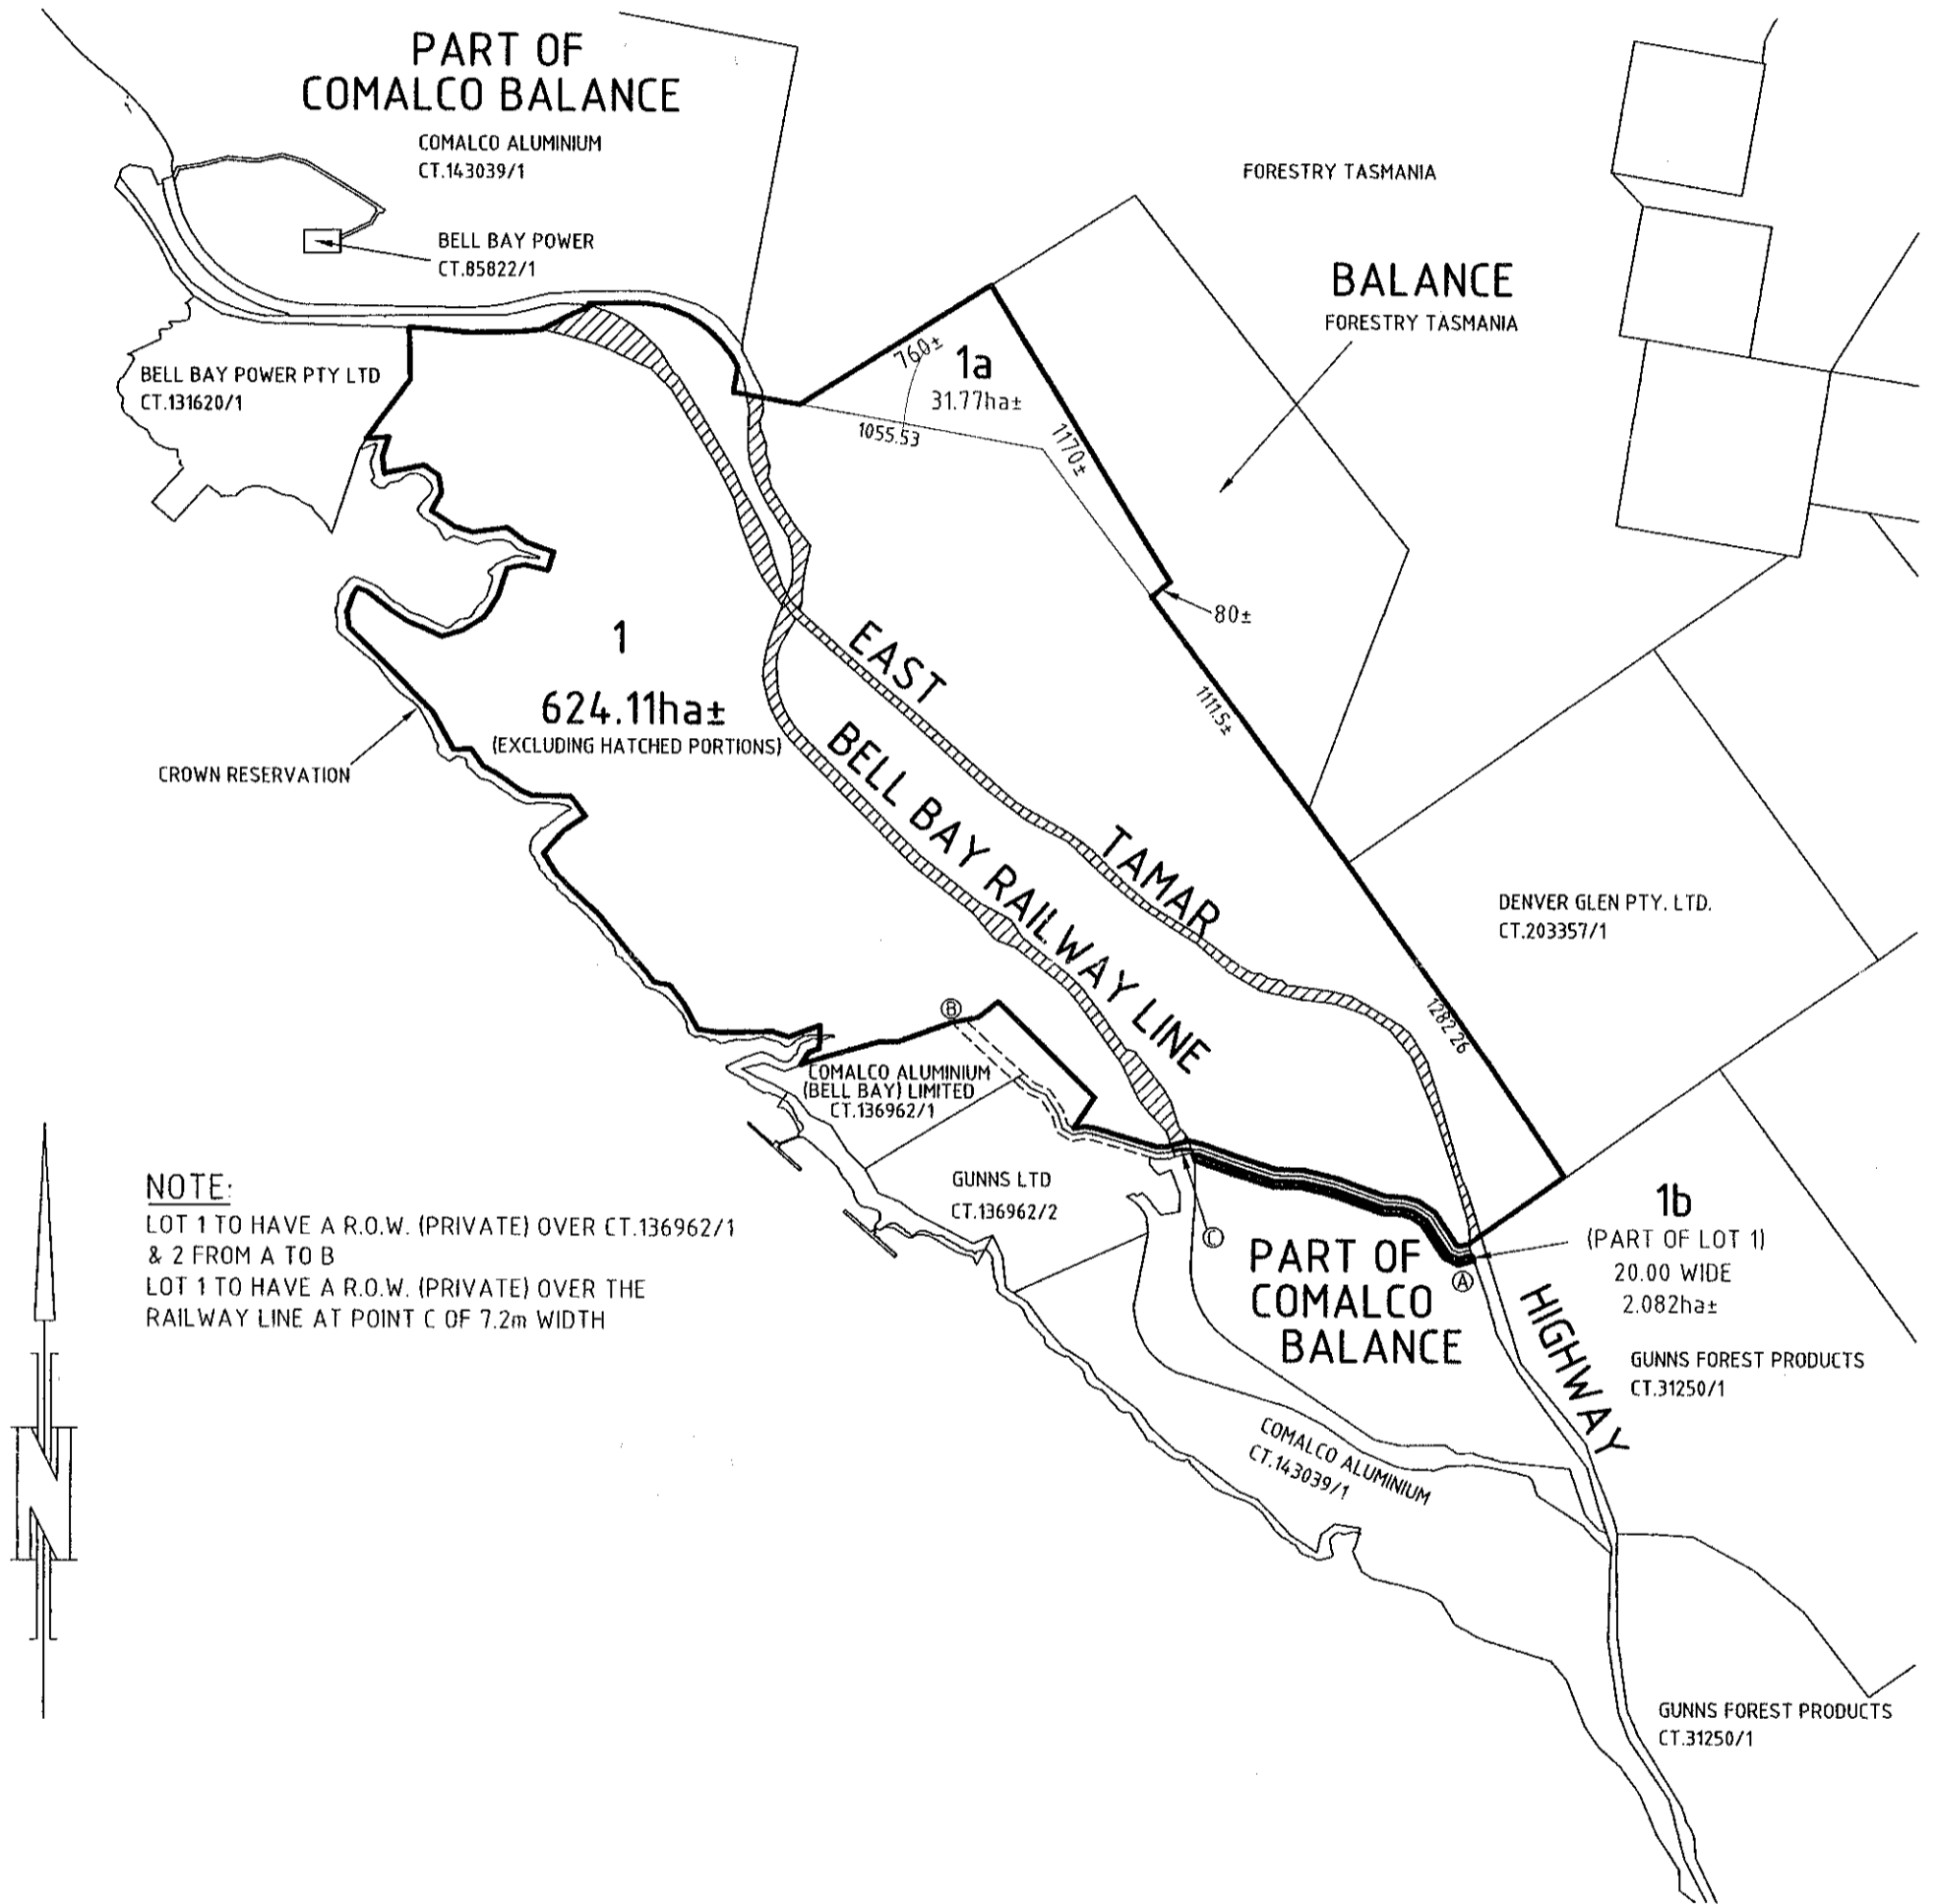 PART OF
COMALCO BALANCE
COMALCO ALUMINIUM
CT.143039/1
BELL BAY POWER
CT.85822/1
FORESTRY TASMANIA
BALANCE
FORESTRY TASMANIA
BELL BAY POWER PTY LTD
CT.131620/1
760±
1a
31.77ha±
1055.53
1170±
80±
1
624.11ha±
(EXCLUDING HATCHED PORTIONS)
CROWN RESERVATION
EAST
TAMAR
HIGHWAY
BELL BAY RAILWAY LINE
1111.5±
1282.26
DENVER GLEN PTY. LTD.
CT.203357/1
B
COMALCO ALUMINIUM
(BELL BAY) LIMITED
CT.136962/1
GUNNS LTD
CT.136962/2
C
A
1b
(PART OF LOT 1)
20.00 WIDE
2.082ha±
PART OF
COMALCO
BALANCE
GUNNS FOREST PRODUCTS
CT.31250/1
COMALCO ALUMINIUM
CT.143039/1
GUNNS FOREST PRODUCTS
CT.31250/1
NOTE:
LOT 1 TO HAVE A R.O.W. (PRIVATE) OVER CT.136962/1
& 2 FROM A TO B
LOT 1 TO HAVE A R.O.W. (PRIVATE) OVER THE
RAILWAY LINE AT POINT C OF 7.2m WIDTH
N